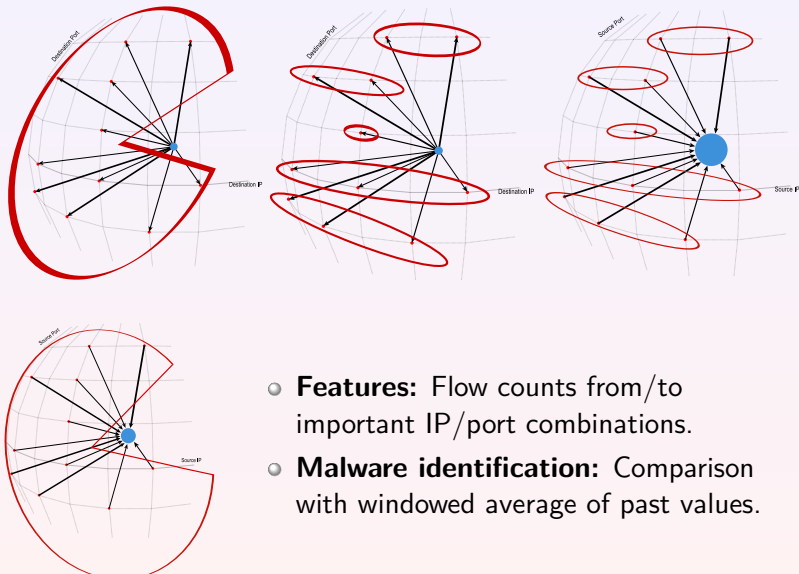 Destination Port
Destination IP
Destination Port
Destination IP
Source Port
Source IP
Source Port
Source IP
Features: Flow counts from/to
important IP/port combinations.
Malware identification: Comparison
with windowed average of past values.